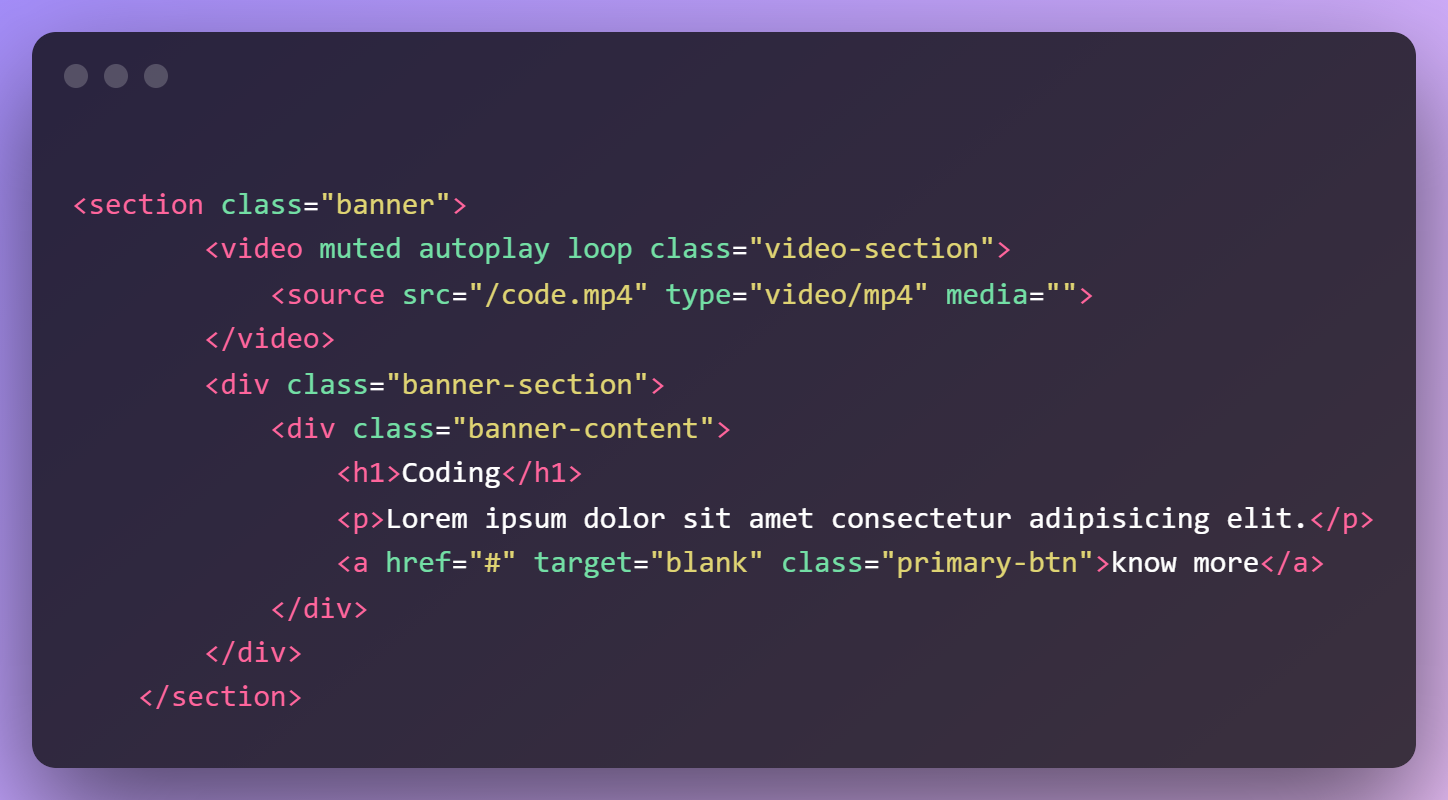 <section class="banner">
<video muted autoplay loop class="video-section">
<source src="/code.mp4" type="video/mp4" media="">
</video>
<div class="banner-section">
<div class="banner-content">
<h1>Coding</h1>
<p>Lorem ipsum dolor sit amet consectetur adipisicing elit.</p>
<a href="#" target="blank" class="primary-btn">know more</a>
</div>
</div>
</section>